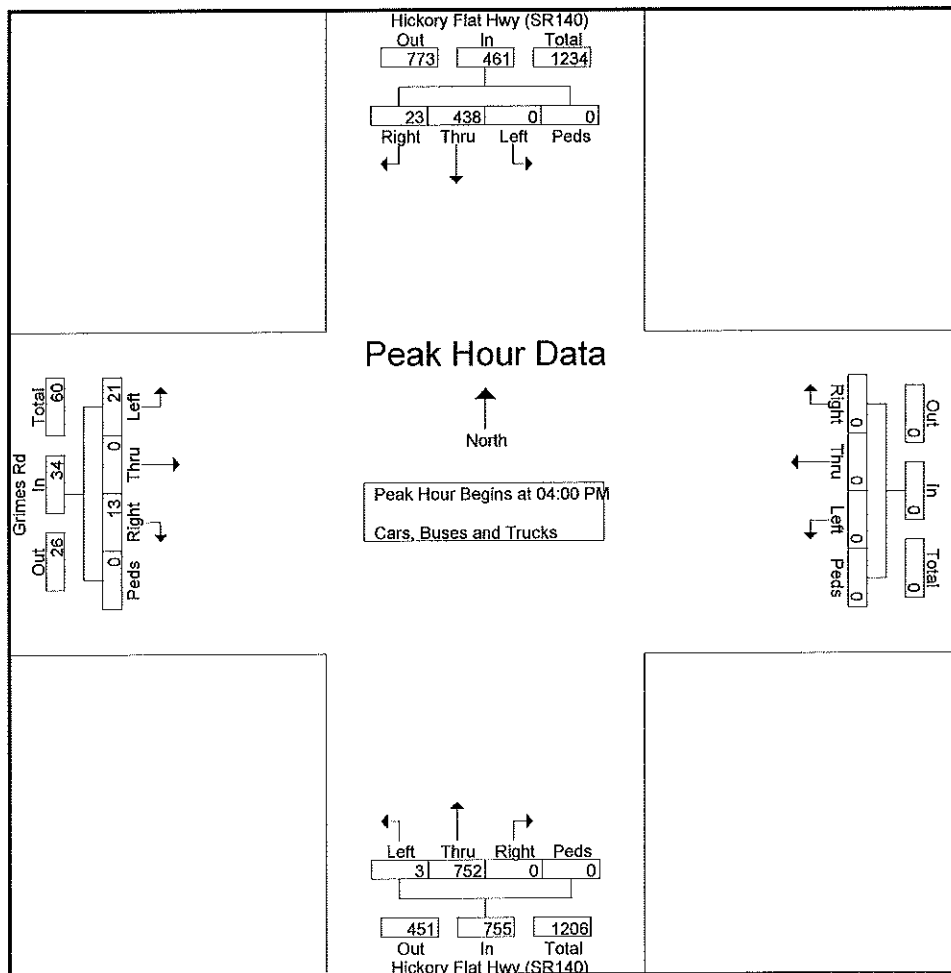 Hickory Flat Hwy (SR140)
Out In Total
773 461 1234
23 438 0 0
Right Thru Left Peds
Peak Hour Data
North
Peak Hour Begins at 04:00 PM
Cars, Buses and Trucks
Grimes Rd
Out In Total
26 34 60
0 13 0 21
Peds Right Thru Left
Out In Total
0 0 0
0 0 0 0
Right Thru Left Peds
Left Thru Right Peds
3 752 0 0
451 755 1206
Out In Total
Hickory Flat Hwy (SR140)